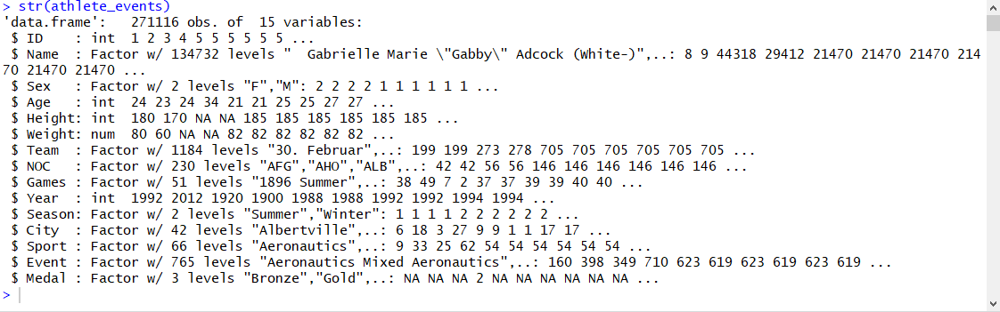 > str(athlete_events)
'data.frame':   271116 obs. of  15 variables:
 $ ID    : int  1 2 3 4 5 5 5 5 5 5 ...
 $ Name  : Factor w/ 134732 levels "  Gabrielle Marie \"Gabby\" Adcock (White-)",..: 8 9 44318 29412 21470 21470 21470 214
70 21470 21470 ...
 $ Sex   : Factor w/ 2 levels "F","M": 2 2 2 2 1 1 1 1 1 1 ...
 $ Age   : int  24 23 24 34 21 21 25 25 27 27 ...
 $ Height: int  180 170 NA NA 185 185 185 185 185 185 ...
 $ Weight: num  80 60 NA NA 82 82 82 82 82 82 ...
 $ Team  : Factor w/ 1184 levels "30. Februar",..: 199 199 273 278 705 705 705 705 705 705 ...
 $ NOC   : Factor w/ 230 levels "AFG","AHO","ALB",..: 42 42 56 56 146 146 146 146 146 146 ...
 $ Games : Factor w/ 51 levels "1896 Summer",..: 38 49 7 2 37 37 39 39 40 40 ...
 $ Year  : int  1992 2012 1920 1900 1988 1988 1992 1992 1994 1994 ...
 $ Season: Factor w/ 2 levels "Summer","Winter": 1 1 1 1 2 2 2 2 2 2 ...
 $ City  : Factor w/ 42 levels "Albertville",..: 6 18 3 27 9 9 1 1 17 17 ...
 $ Sport : Factor w/ 66 levels "Aeronautics",..: 9 33 25 62 54 54 54 54 54 54 ...
 $ Event : Factor w/ 765 levels "Aeronautics Mixed Aeronautics",..: 160 398 349 710 623 619 623 619 623 619 ...
 $ Medal : Factor w/ 3 levels "Bronze","Gold",..: NA NA NA 2 NA NA NA NA NA NA ...
>